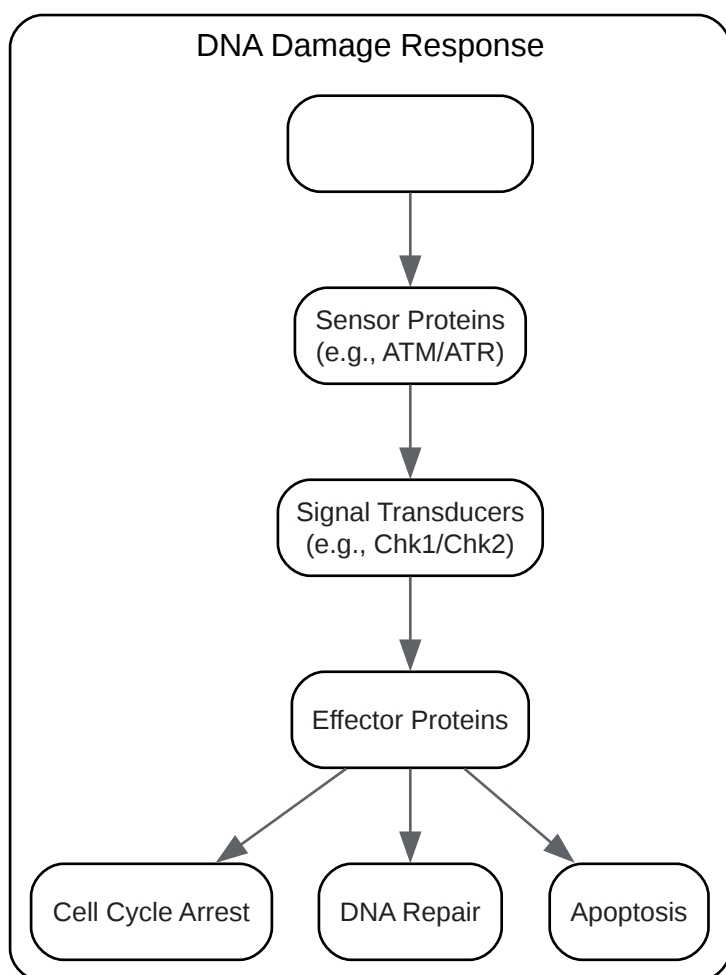 DNA Damage Response
Sensor Proteins
(e.g., ATM/ATR)
Signal Transducers
(e.g., Chk1/Chk2)
Effector Proteins
Cell Cycle Arrest
DNA Repair
Apoptosis